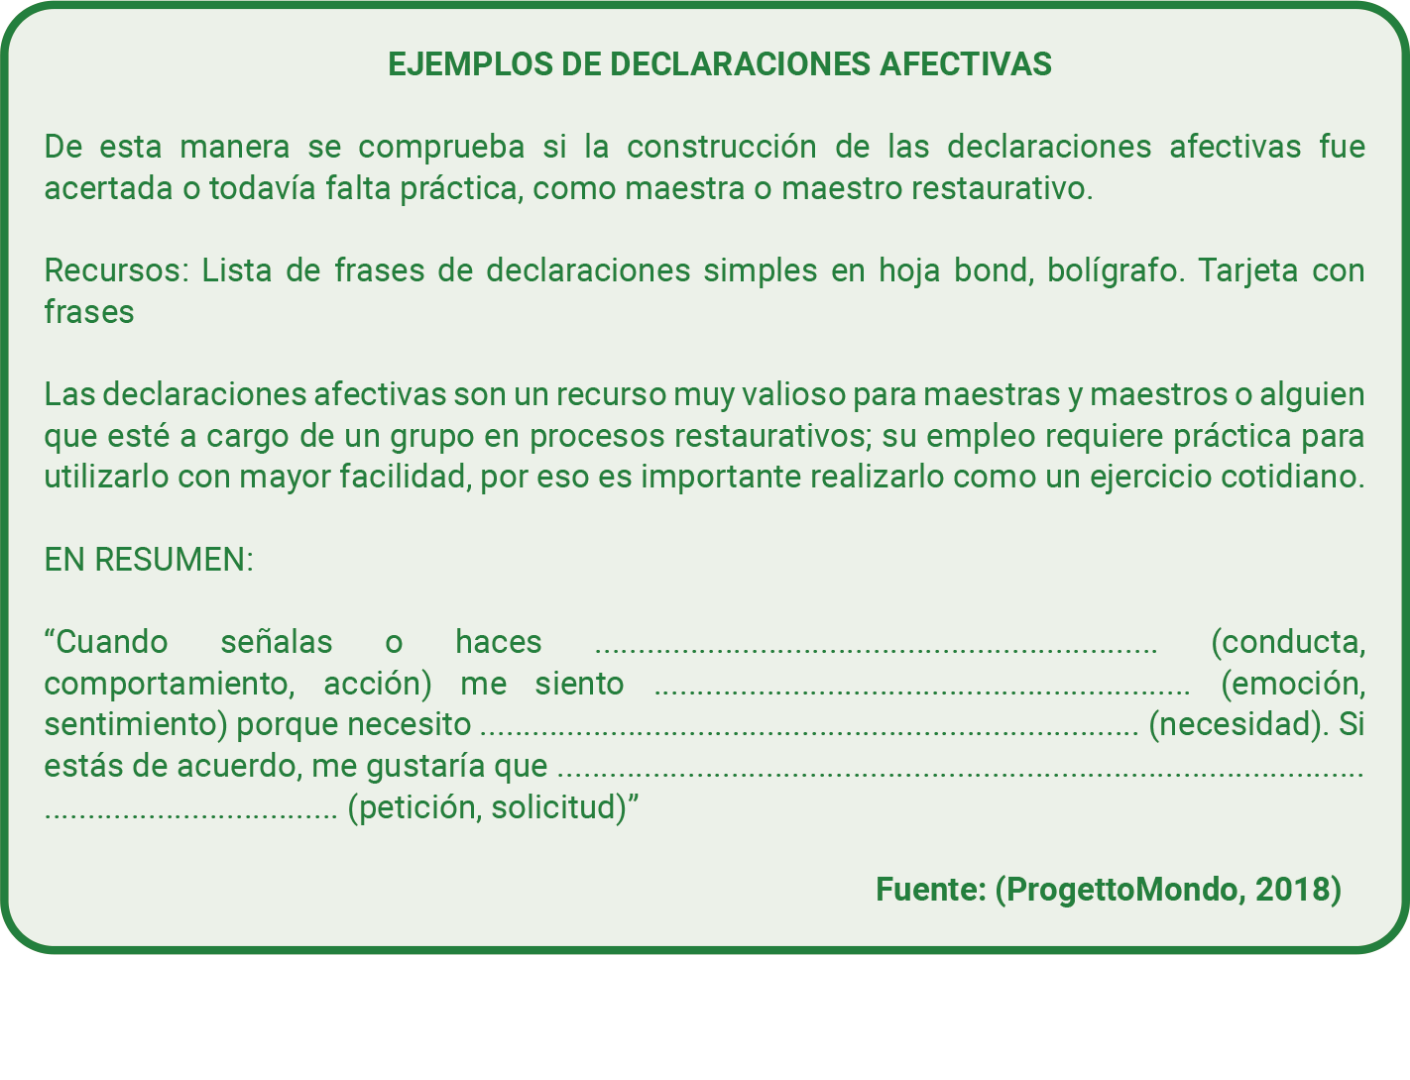 EJEMPLOS DE DECLARACIONES AFECTIVAS
De esta manera se comprueba si la construcción de las declaraciones afectivas fue
acertada o todavía falta práctica, como maestra o maestro restaurativo.
Recursos: Lista de frases de declaraciones simples en hoja bond, bolígrafo. Tarjeta con
frases
Las declaraciones afectivas son un recurso muy valioso para maestras y maestros o alguien
que esté a cargo de un grupo en procesos restaurativos; su empleo requiere práctica para
utilizarlo con mayor facilidad, por eso es importante realizarlo como un ejercicio cotidiano.
EN RESUMEN:
“Cuando señalas o haces ................................................................. (conducta,
comportamiento, acción) me siento .............................................................. (emoción,
sentimiento) porque necesito ............................................................................ (necesidad). Si
estás de acuerdo, me gustaría que .............................................................................................
.................................. (petición, solicitud)”
Fuente: (ProgettoMondo, 2018)